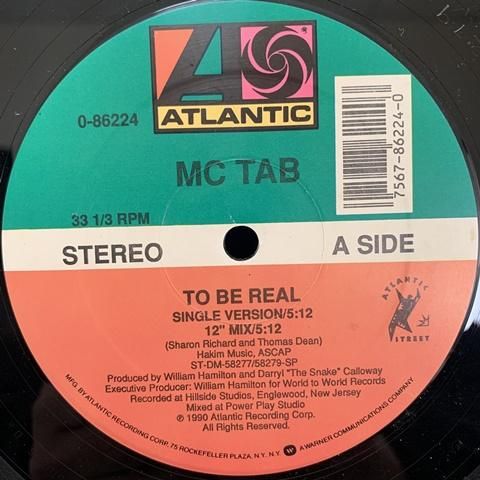 ATLANTIC
0-86224
7567-86224-0
MC TAB
33 1/3 RPM
STEREO
A SIDE
TO BE REAL
SINGLE VERSION/5:12
12" MIX/5:12
(Sharon Richard and Thomas Dean)
Hakim Music, ASCAP
ST-DM-58277/58279-SP
ATLANTIC
STREET
Produced by William Hamilton and Darryl "The Snake" Calloway
Executive Producer: William Hamilton for World to World Records
Recorded at Hillside Studios, Englewood, New Jersey
Mixed at Power Play Studio
℗ 1990 Atlantic Recording Corp.
All Rights Reserved.
MFG. BY ATLANTIC RECORDING CORP. 75 ROCKEFELLER PLAZA, N.Y. N.Y. A WARNER COMMUNICATIONS COMPANY